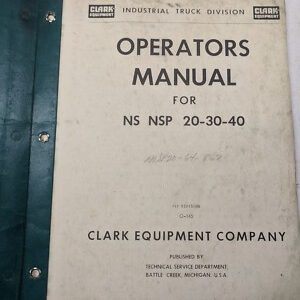 CLARK
EQUIPMENT
INDUSTRIAL TRUCK DIVISION
CLARK
EQUIPMENT
OPERATORS
MANUAL
FOR
NS NSP 20-30-40
CLARK EQUIPMENT COMPANY
PUBLISHED BY
TECHNICAL SERVICE DEPARTMENT
BATTLE CREEK, MICHIGAN, U.S.A.